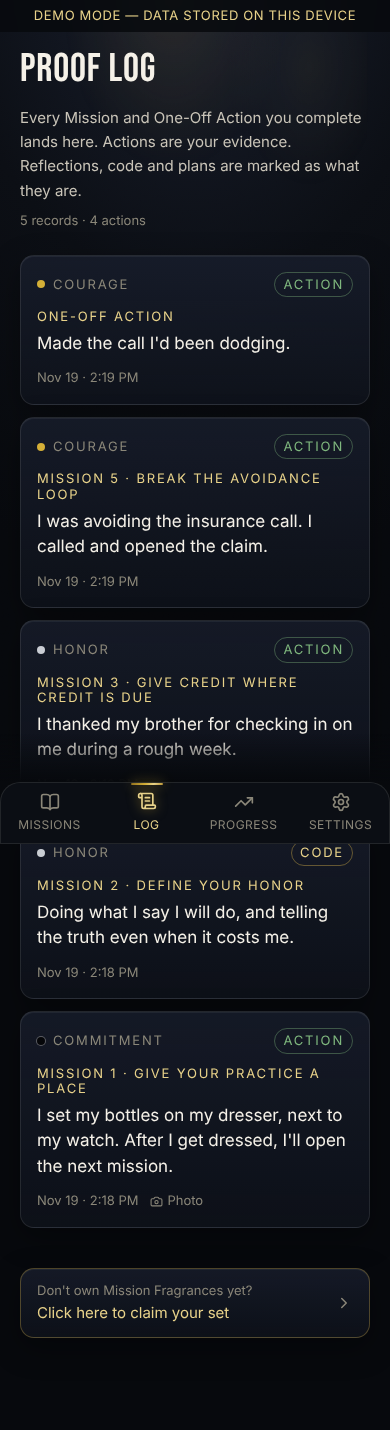 DEMO MODE — DATA STORED ON THIS DEVICE
PROOF LOG
Every Mission and One-Off Action you complete
lands here. Actions are your evidence.
Reflections, code and plans are marked as what
they are.
5 records · 4 actions
COURAGE
ACTION
ONE-OFF ACTION
Made the call I'd been dodging.
Nov 19 · 2:19 PM
COURAGE
ACTION
MISSION 5 · BREAK THE AVOIDANCE
LOOP
I was avoiding the insurance call. I
called and opened the claim.
Nov 19 · 2:19 PM
HONOR
ACTION
MISSION 3 · GIVE CREDIT WHERE
CREDIT IS DUE
I thanked my brother for checking in on
me during a rough week.
MISSIONS
LOG
PROGRESS
SETTINGS
HONOR
CODE
MISSION 2 · DEFINE YOUR HONOR
Doing what I say I will do, and telling
the truth even when it costs me.
Nov 19 · 2:18 PM
COMMITMENT
ACTION
MISSION 1 · GIVE YOUR PRACTICE A
PLACE
I set my bottles on my dresser, next to
my watch. After I get dressed, I'll open
the next mission.
Nov 19 · 2:18 PM Photo
Don't own Mission Fragrances yet?
Click here to claim your set